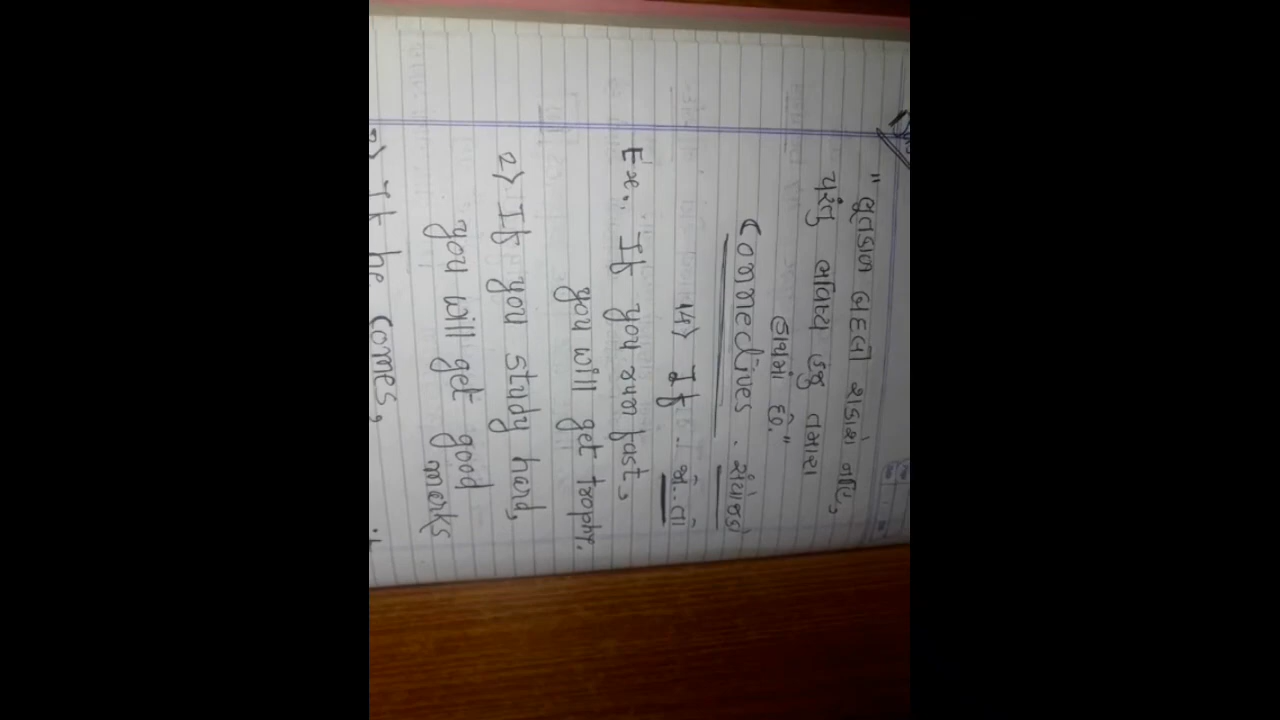 "ભૂતકાળ બદલી શકાશે નહિ,
પરંતુ ભવિષ્ય હજુ તમારા
હાથમાં છે."
Connectives. સંયોજકો
14> If. જો..તો
Ex. If you run fast,
you will get trophy.
2> If you study hard,
you will get good
marks
If he comes,